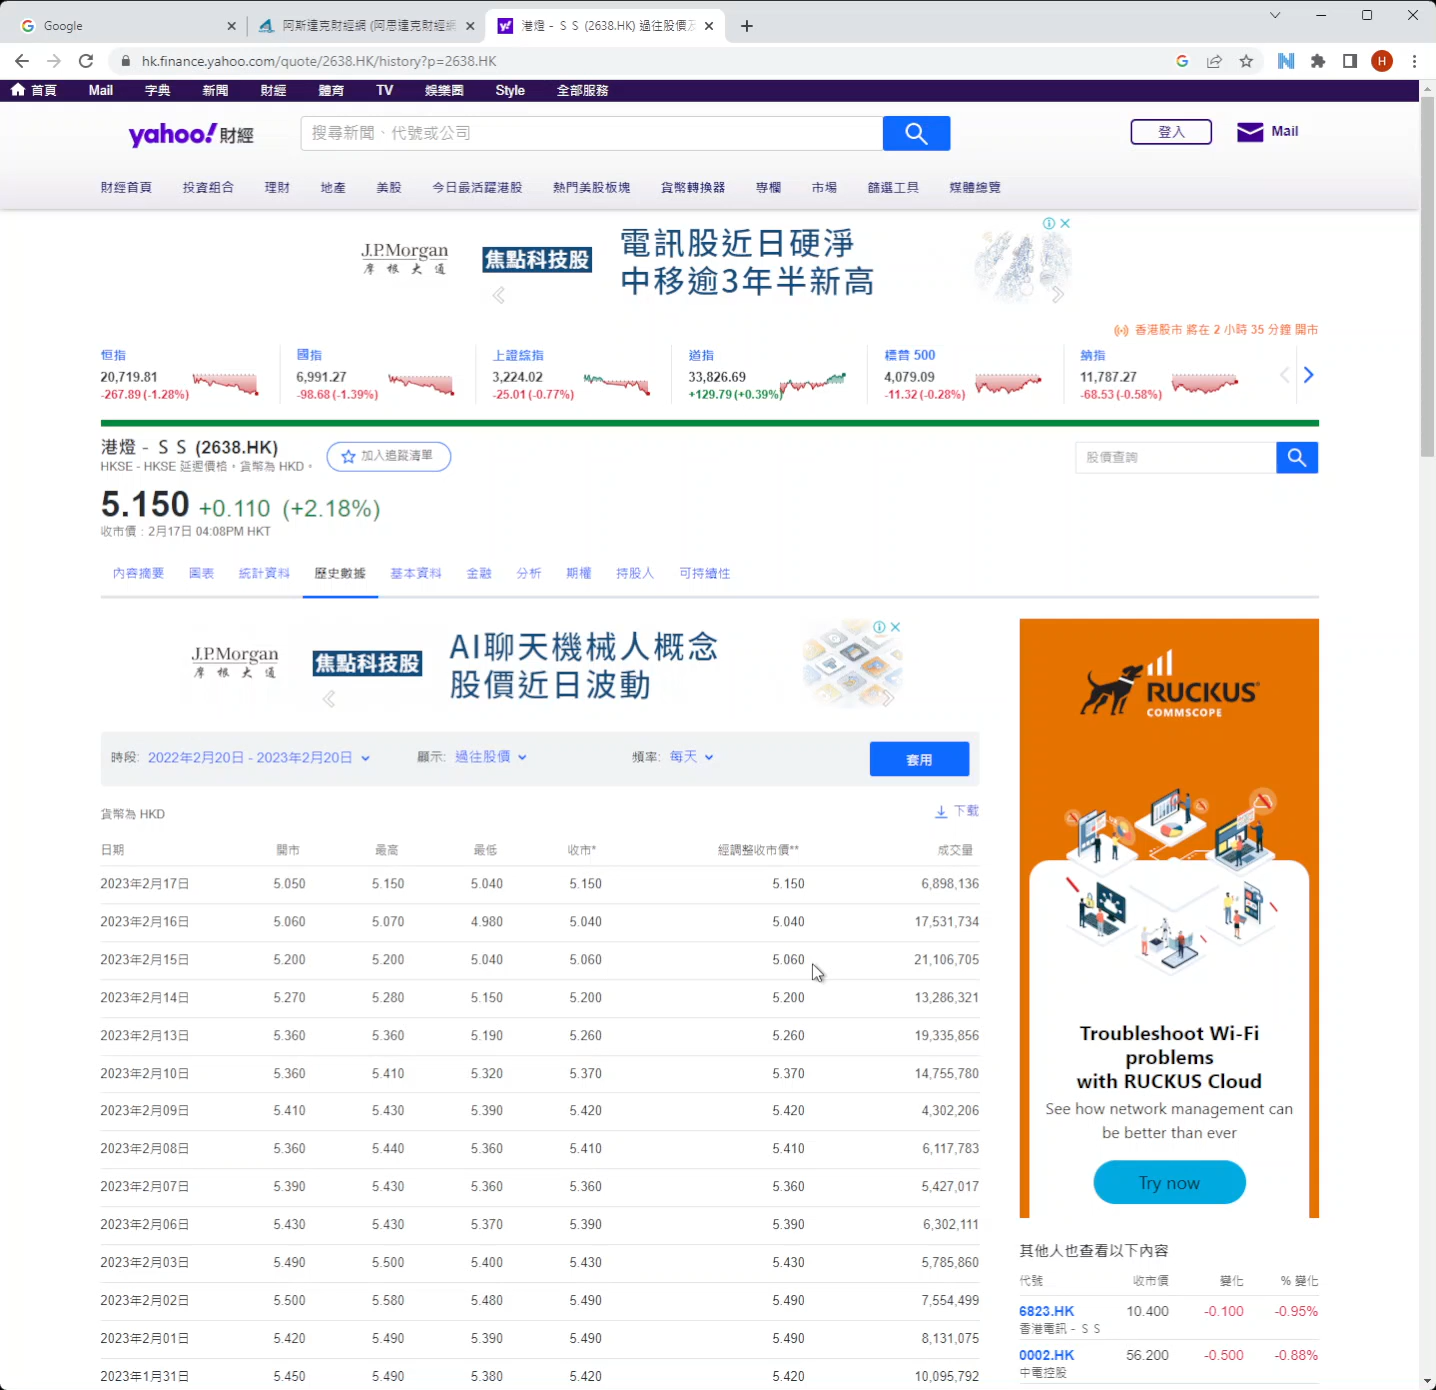 Google
阿斯達克財經網 (阿思達克財經網
港燈－ＳＳ (2638.HK) 過往股價及
hk.finance.yahoo.com/quote/2638.HK/history?p=2638.HK
H
首頁 Mail 字典 新聞 財經 體育 TV 娛樂圈 Style 全部服務
yahoo!財經
搜尋新聞、代號或公司
登入
Mail
財經首頁 投資組合 理財 地產 美股 今日最活躍港股 熱門美股板塊 貨幣轉換器 專欄 市場 篩選工具 媒體總覽
J.P.Morgan
摩根大通
焦點科技股
電訊股近日硬淨
中移逾3年半新高
香港股市 將在 2 小時 35 分鐘 開市
恒指 國指 上證綜指 道指 標普 500 納指
20,719.81 6,991.27 3,224.02 33,826.69 4,079.09 11,787.27
-267.89 (-1.28%) -98.68 (-1.39%) -25.01 (-0.77%) +129.79 (+0.39%) -11.32 (-0.28%) -68.53 (-0.58%)
港燈－ＳＳ (2638.HK)
加入追蹤清單
HKSE - HKSE 延遲價格。貨幣為 HKD。
股價查詢
5.150 +0.110 (+2.18%)
收市價：2月17日 04:08PM HKT
內容摘要 圖表 統計資料 歷史數據 基本資料 金融 分析 期權 持股人 可持續性
J.P.Morgan
摩根大通
焦點科技股
AI聊天機械人概念
股價近日波動
時段: 2022年2月20日 - 2023年2月20日 顯示: 過往股價 頻率: 每天 套用
貨幣為 HKD
下載
日期 開市 最高 最低 收市* 經調整收市價** 成交量
2023年2月17日 5.050 5.150 5.040 5.150 5.150 6,898,136
2023年2月16日 5.060 5.070 4.980 5.040 5.040 17,531,734
2023年2月15日 5.200 5.200 5.040 5.060 5.060 21,106,705
2023年2月14日 5.270 5.280 5.150 5.200 5.200 13,286,321
2023年2月13日 5.360 5.360 5.190 5.260 5.260 19,335,856
2023年2月10日 5.360 5.410 5.320 5.370 5.370 14,755,780
2023年2月09日 5.410 5.430 5.390 5.420 5.420 4,302,206
2023年2月08日 5.360 5.440 5.360 5.410 5.410 6,117,783
2023年2月07日 5.390 5.430 5.360 5.360 5.360 5,427,017
2023年2月06日 5.430 5.430 5.370 5.390 5.390 6,302,111
2023年2月03日 5.490 5.500 5.400 5.430 5.430 5,785,860
2023年2月02日 5.500 5.580 5.480 5.490 5.490 7,554,499
2023年2月01日 5.420 5.490 5.390 5.490 5.490 8,131,075
2023年1月31日 5.450 5.490 5.380 5.420 5.420 10,095,792
RUCKUS
COMMSCOPE
Troubleshoot Wi-Fi
problems
with RUCKUS Cloud
See how network management can
be better than ever
Try now
其他人也查看以下內容
代號 收市價 變化 % 變化
6823.HK 10.400 -0.100 -0.95%
香港電訊－ＳＳ
0002.HK 56.200 -0.500 -0.88%
中電控股